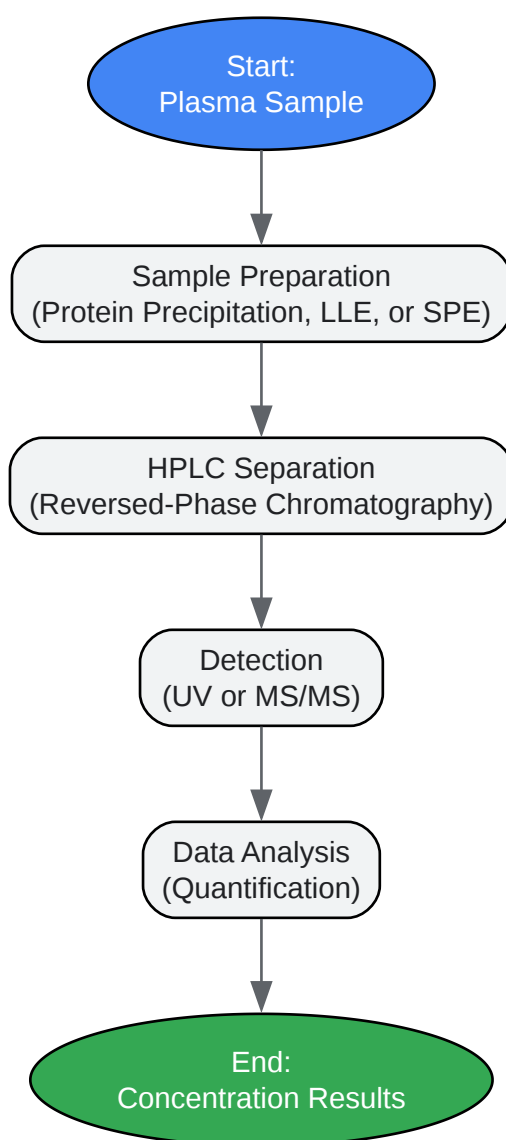 Start:
Plasma Sample
Sample Preparation
(Protein Precipitation, LLE, or SPE)
HPLC Separation
(Reversed-Phase Chromatography)
Detection
(UV or MS/MS)
Data Analysis
(Quantification)
End:
Concentration Results